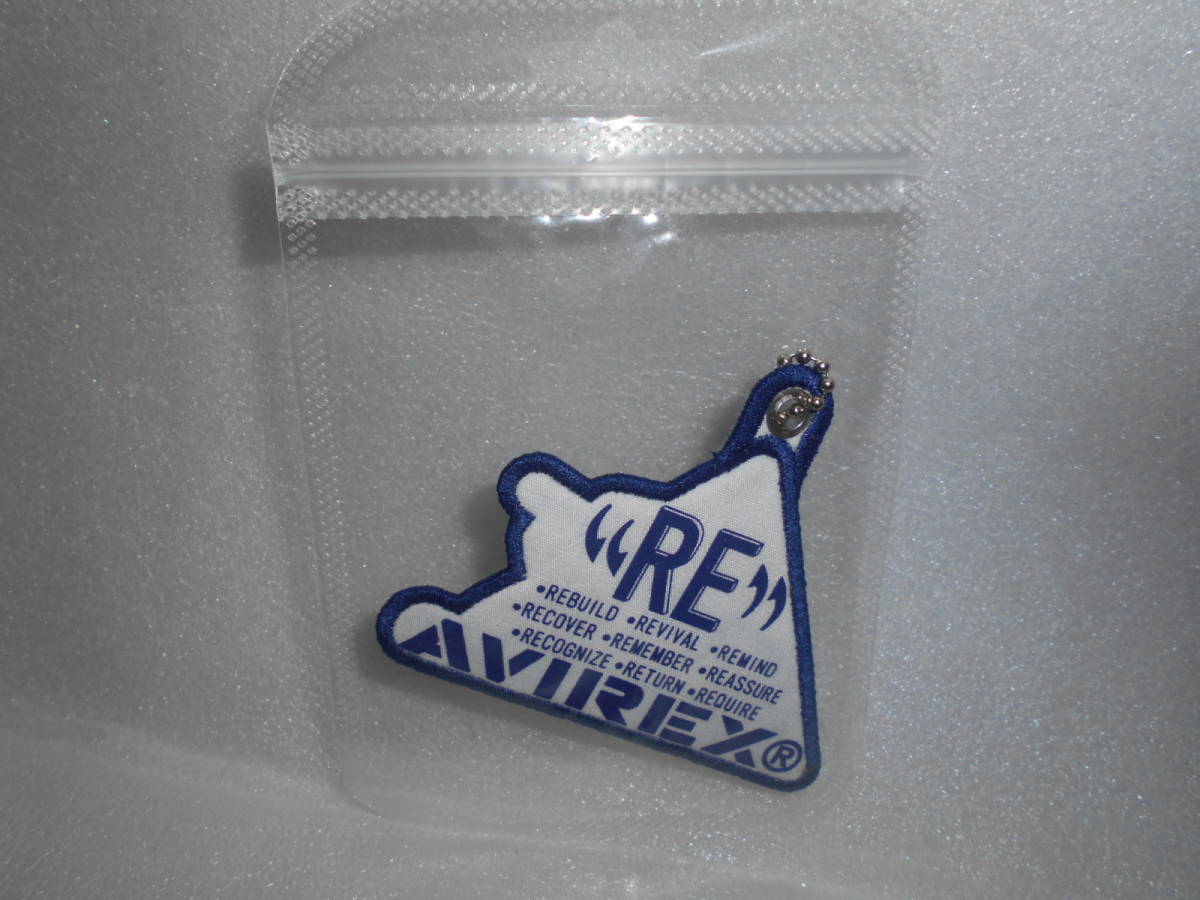 “RE”
•REBUILD •REVIVAL •REMIND
•RECOVER •REMEMBER •REASSURE
•RECOGNIZE •RETURN •REQUIRE
AVIREX®